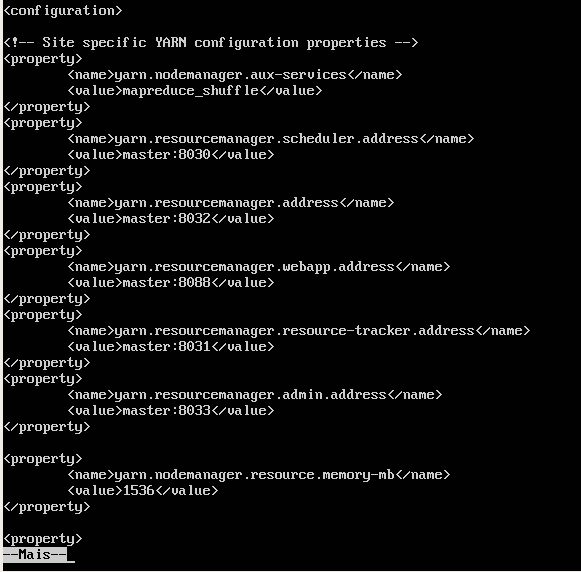 <configuration>
<!-- Site specific YARN configuration properties -->
<property>
<name>yarn.nodemanager.aux-services</name>
<value>mapreduce_shuffle</value>
</property>
<property>
<name>yarn.resourcemanager.scheduler.address</name>
<value>master:8030</value>
</property>
<property>
<name>yarn.resourcemanager.address</name>
<value>master:8032</value>
</property>
<property>
<name>yarn.resourcemanager.webapp.address</name>
<value>master:8088</value>
</property>
<property>
<name>yarn.resourcemanager.resource-tracker.address</name>
<value>master:8031</value>
</property>
<property>
<name>yarn.resourcemanager.admin.address</name>
<value>master:8033</value>
</property>
<property>
<name>yarn.nodemanager.resource.memory-mb</name>
<value>1536</value>
</property>
<property>
--Mais--